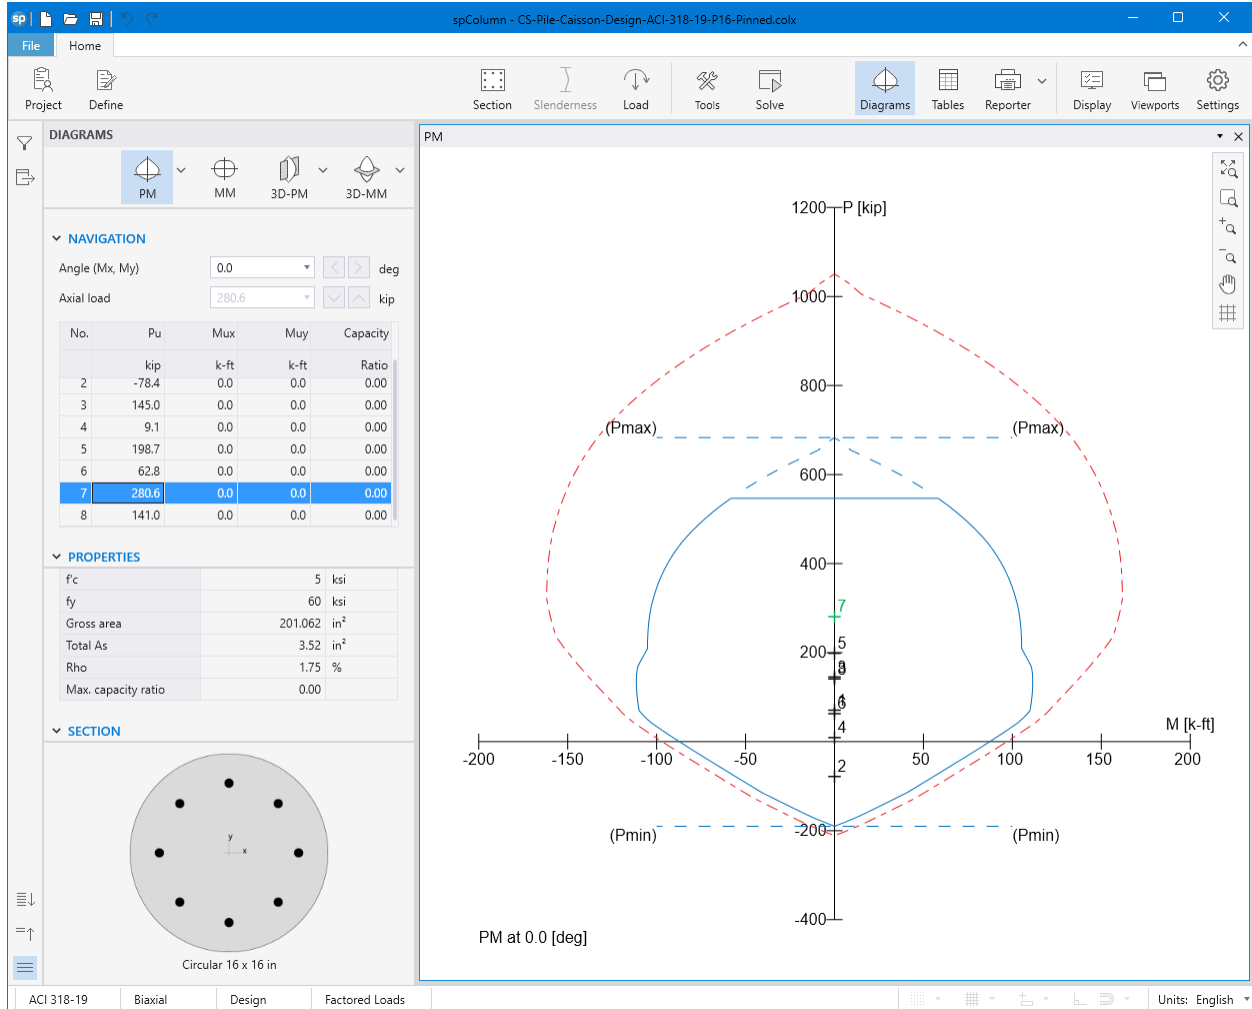 sp
spColumn - CS-Pile-Caisson-Design-ACI-318-19-P16-Pinned.colx
File Home
Project Define Section Slenderness Load Tools Solve Diagrams Tables Reporter Display Viewports Settings
DIAGRAMS
PM MM 3D-PM 3D-MM
NAVIGATION
Angle (Mx, My) 0.0 deg
Axial load 280.6 kip
No. Pu Mux Muy Capacity
kip k-ft k-ft Ratio
2 -78.4 0.0 0.0 0.00
3 145.0 0.0 0.0 0.00
4 9.1 0.0 0.0 0.00
5 198.7 0.0 0.0 0.00
6 62.8 0.0 0.0 0.00
7 280.6 0.0 0.0 0.00
8 141.0 0.0 0.0 0.00
PROPERTIES
f'c 5 ksi
fy 60 ksi
Gross area 201.062 in²
Total As 3.52 in²
Rho 1.75 %
Max. capacity ratio 0.00
SECTION
y
x
Circular 16 x 16 in
PM
1200 P [kip]
1000
800
(Pmax) (Pmax)
600
400
7
200 5
8
6
4
M [k-ft]
-200 -150 -100 -50 50 100 150 200
2
-200
(Pmin) (Pmin)
-400
PM at 0.0 [deg]
ACI 318-19 Biaxial Design Factored Loads Units: English